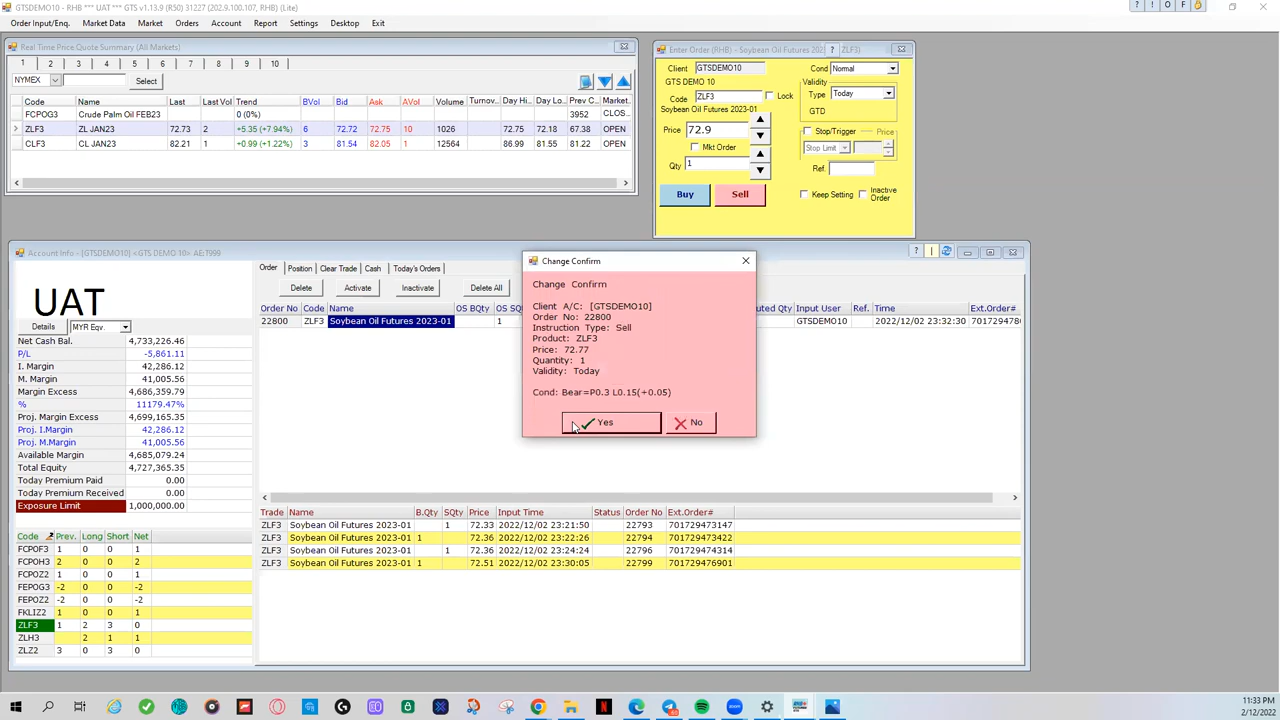 GTSDEMO10 - RHB *** UAT *** GTS v1.13.9 (R50) 31227 (202.9.100.107, RHB) (Lite)
Order Input/Enq. Market Data Market Orders Account Report Settings Desktop Exit
Real Time Price Quote Summary (All Markets)
1 2 3 4 5 6 7 8 9 10
NYMEX Select
Code Name Last Last Vol Trend BVol Bid Ask AVol Volume Turnov... Day Hi... Day Lo... Prev C... Market...
FCPOG3 Crude Palm Oil FEB23 0 (0%) 3952 CLOS...
ZLF3 ZL JAN23 72.73 2 +5.35 (+7.94%) 6 72.72 72.75 10 1026 72.75 72.18 67.38 OPEN
CLF3 CL JAN23 82.21 1 +0.99 (+1.22%) 3 81.54 82.05 1 12564 86.99 81.55 81.22 OPEN
Enter Order (RHB) - Soybean Oil Futures 202 ? ZLF3)
Client GTSDEMO10 Cond Normal
GTS DEMO 10 Validity
Code ZLF3 Lock Type Today
Soybean Oil Futures 2023-01 GTD
Price 72.9 Stop/Trigger Price
Mkt Order Stop Limit
Qty 1 Ref.
Buy Sell Keep Setting Inactive Order
Account Info - [GTSDEMO10] <GTS DEMO 10> AE:T999
UAT
Details MYR Eqv.
Net Cash Bal. 4,733,226.46
P/L -5,861.11
I. Margin 42,286.12
M. Margin 41,005.56
Margin Excess 4,686,359.79
% 11179.47%
Proj. Margin Excess 4,699,165.35
Proj. I.Margin 42,286.12
Proj. M.Margin 41,005.56
Available Margin 4,685,079.24
Total Equity 4,727,365.35
Today Premium Paid 0.00
Today Premium Received 0.00
Exposure Limit 1,000,000.00
Code Prev. Long Short Net
FCPOF3 1 0 0 0
FCPOH3 2 0 0 0
FCPOZ2 1 0 0 0
FEPOG3 -2 0 0 -2
FEPOZ2 -2 0 0 -2
FKLIZ2 1 0 0 0
ZLF3 1 2 3 0
ZLH3 2 1 1
ZLZ2 3 0 0 3
Order Position Clear Trade Cash Today's Orders
Delete Activate Inactivate Delete All
Order No Code Name OS BQty OS SQ uted Qty Input User Ref. Time Ext.Order#
22800 ZLF3 Soybean Oil Futures 2023-01 1 GTSDEMO10 2022/12/02 23:32:30 7017294780
Change Confirm
Change Confirm
Client A/C: [GTSDEMO10]
Order No: 22800
Instruction Type: Sell
Product: ZLF3
Price: 72.77
Quantity: 1
Validity: Today
Cond: Bear=P0.3 L0.15(+0.05)
Yes No
Trade Name B.Qty SQty Price Input Time Status Order No Ext.Order#
ZLF3 Soybean Oil Futures 2023-01 1 72.33 2022/12/02 23:21:50 22793 701729473147
ZLF3 Soybean Oil Futures 2023-01 1 72.36 2022/12/02 23:22:26 22794 701729473422
ZLF3 Soybean Oil Futures 2023-01 1 72.36 2022/12/02 23:24:24 22796 701729474314
ZLF3 Soybean Oil Futures 2023-01 1 72.51 2022/12/02 23:30:05 22799 701729476901
11:33 PM
2/12/2022